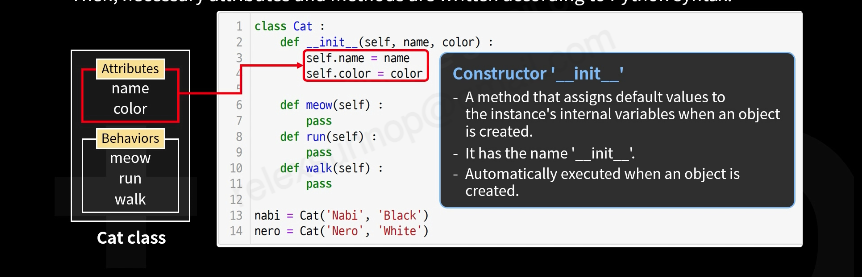 Then, necessary attributes and methods are written according to Python syntax.
Attributes
name
color
Behaviors
meow
run
walk
Cat class
1 class Cat :
2     def __init__(self, name, color) :
3         self.name = name
4         self.color = color
6     def meow(self) :
7         pass
8     def run(self) :
9         pass
10     def walk(self) :
11         pass
12
13 nabi = Cat('Nabi', 'Black')
14 nero = Cat('Nero', 'White')
Constructor '__init__'
- A method that assigns default values to
the instance's internal variables when an object
is created.
- It has the name '__init__'.
- Automatically executed when an object is
created.